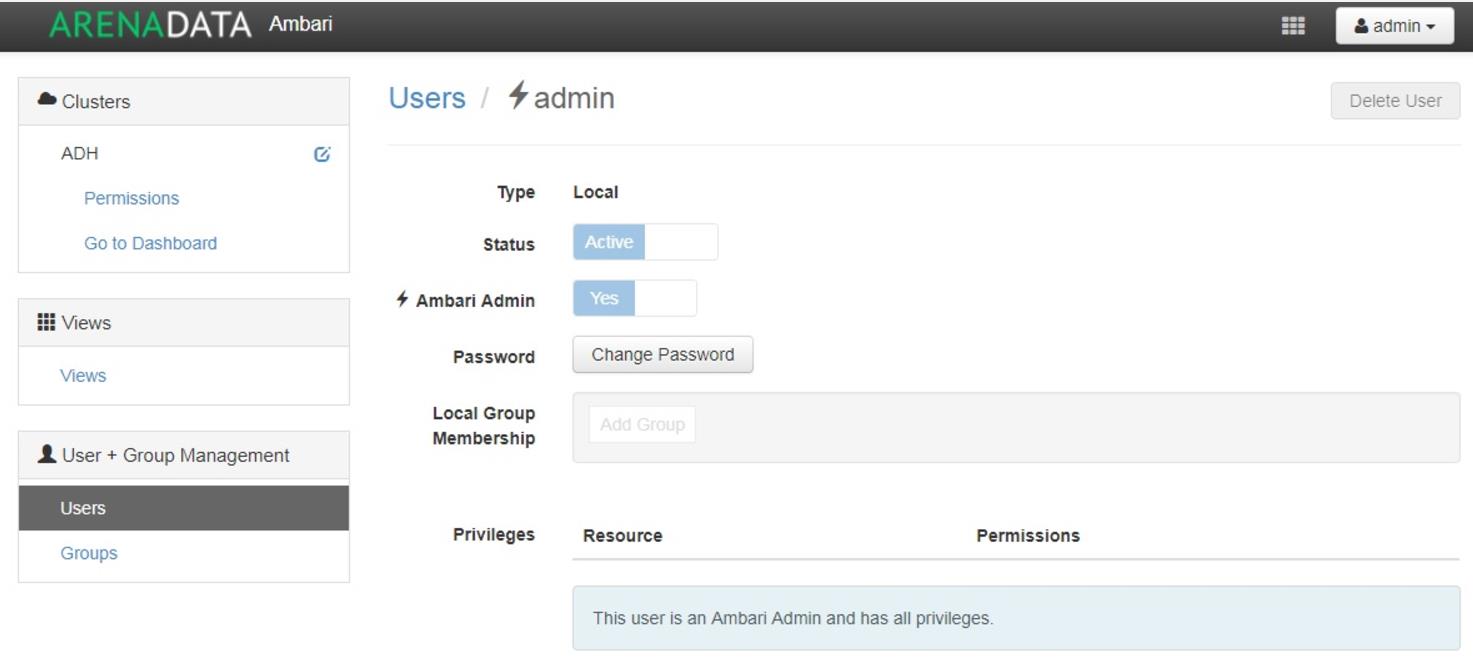 ARENADATA Ambari
admin
Clusters
ADH
Permissions
Go to Dashboard
Views
Views
User + Group Management
Users
Groups
Users / admin
Delete User
Type Local
Status Active
Ambari Admin Yes
Password Change Password
Local Group
Membership
Add Group
Privileges Resource Permissions
This user is an Ambari Admin and has all privileges.